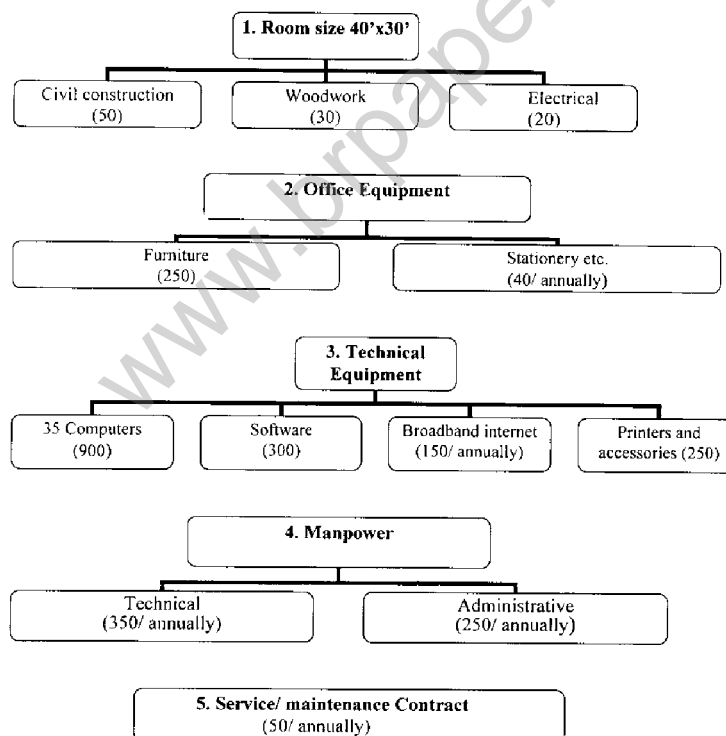 1. Room size 40’x30’
Civil construction
(50)
Woodwork
(30)
Electrical
(20)
2. Office Equipment
Furniture
(250)
Stationery etc.
(40/ annually)
3. Technical
Equipment
35 Computers
(900)
Software
(300)
Broadband internet
(150/ annually)
Printers and
accessories (250)
4. Manpower
Technical
(350/ annually)
Administrative
(250/ annually)
5. Service/ maintenance Contract
(50/ annually)
www.brpaper